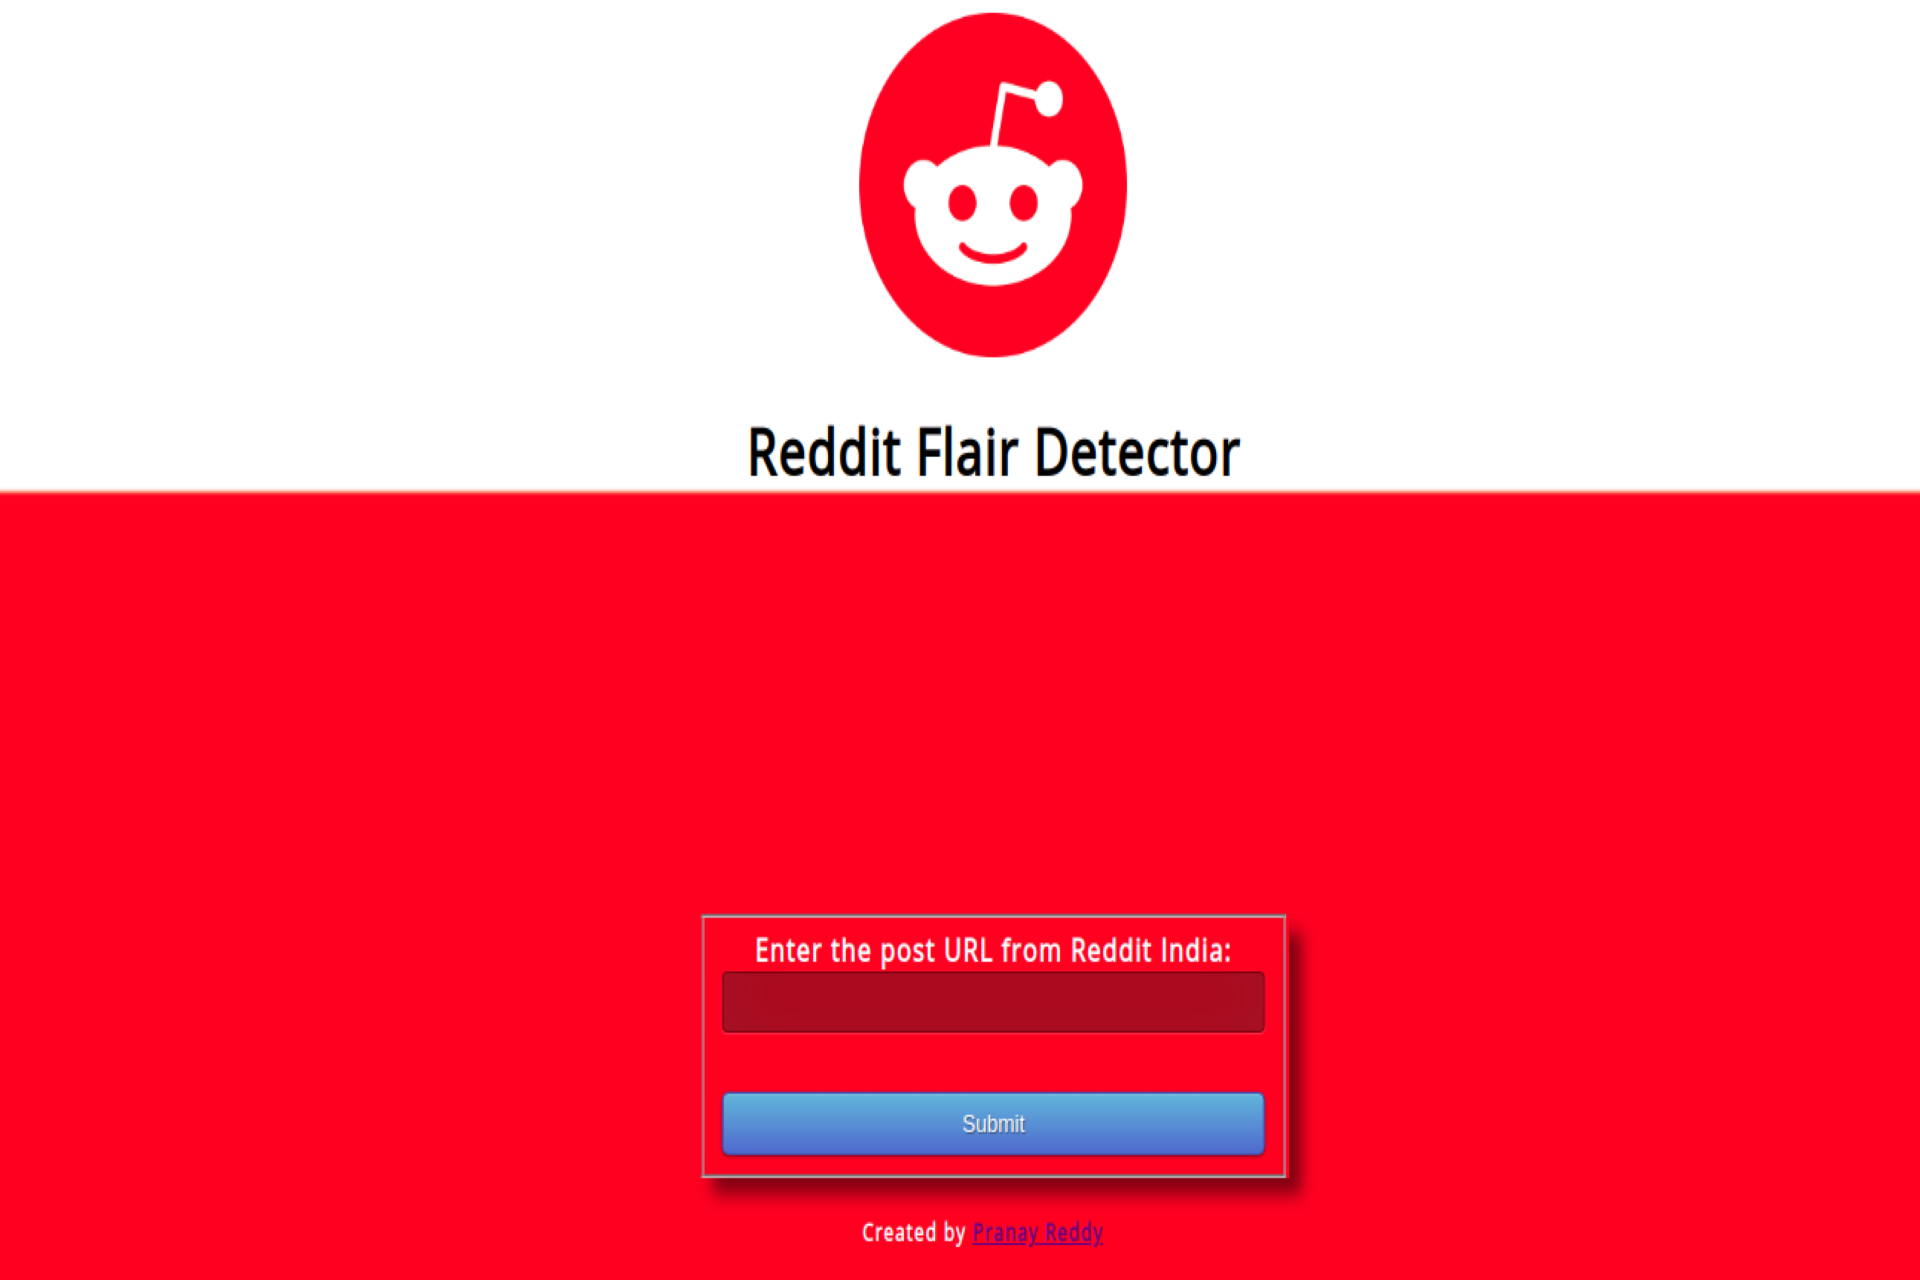 Reddit Flair Detector
Enter the post URL from Reddit India:
Submit
Created by Pranay Reddy